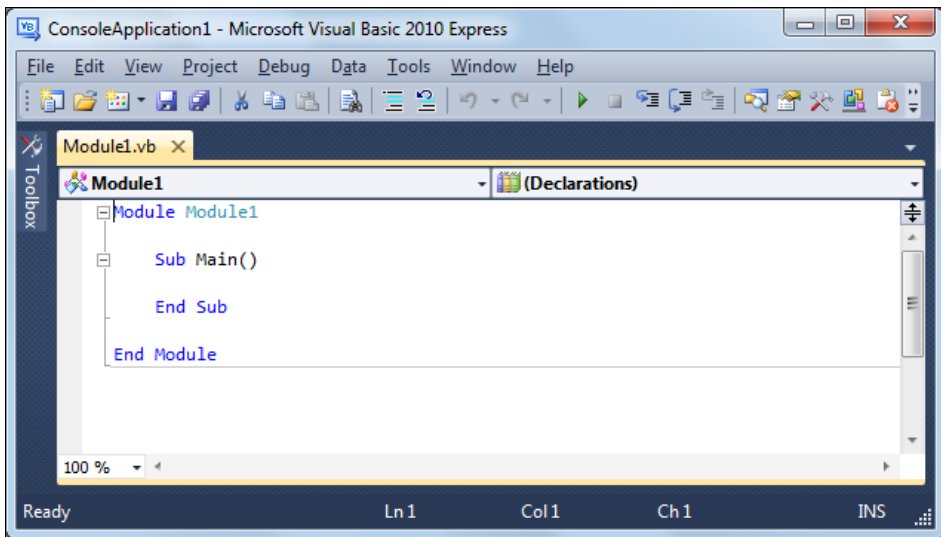 VB ConsoleApplication1 - Microsoft Visual Basic 2010 Express
File Edit View Project Debug Data Tools Window Help
Toolbox
Module1.vb
Module1 (Declarations)
Module Module1
Sub Main()
End Sub
End Module
100 %
Ready Ln 1 Col 1 Ch 1 INS